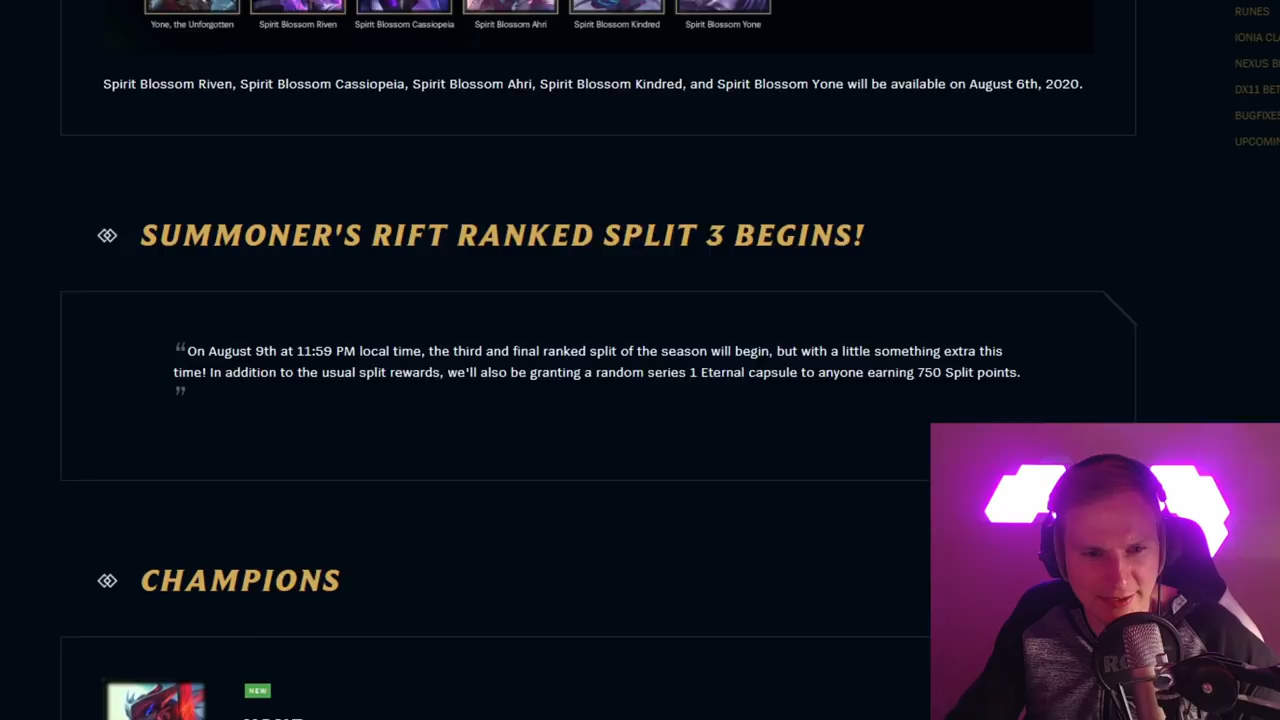 Yone, the Unforgotten Spirit Blossom Riven Spirit Blossom Cassiopeia Spirit Blossom Ahri Spirit Blossom Kindred Spirit Blossom Yone
Spirit Blossom Riven, Spirit Blossom Cassiopeia, Spirit Blossom Ahri, Spirit Blossom Kindred, and Spirit Blossom Yone will be available on August 6th, 2020.
SUMMONER'S RIFT RANKED SPLIT 3 BEGINS!
“On August 9th at 11:59 PM local time, the third and final ranked split of the season will begin, but with a little something extra this
time! In addition to the usual split rewards, we'll also be granting a random series 1 Eternal capsule to anyone earning 750 Split points.
”
CHAMPIONS
NEW
RUNES
IONIA CL
NEXUS B
DX11 BET
BUGFIXES
UPCOMIN